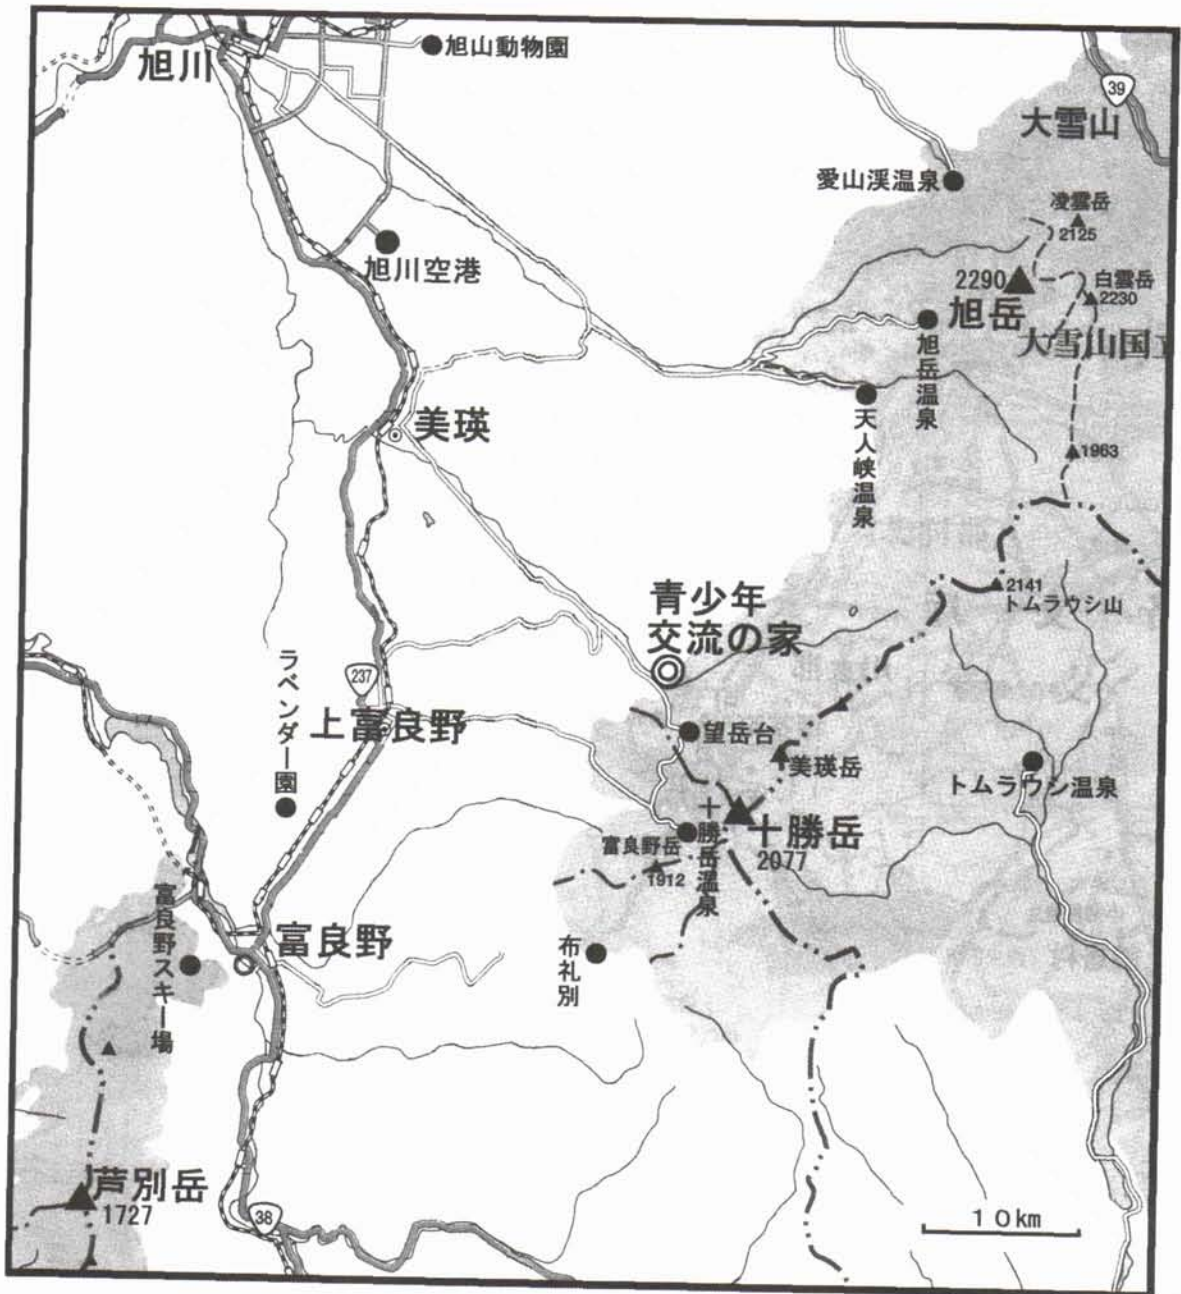 旭川
旭山動物園
39
大雪山
愛山渓温泉
凌雲岳
2125
旭川空港
2290
旭岳
白雲岳
2230
大雪山国立
旭岳温泉
天人峡温泉
美瑛
1963
青少年
交流の家
2141
トムラウシ山
ラベンダー園
237
上富良野
望岳台
美瑛岳
トムラウシ温泉
十勝岳
2077
十勝岳温泉
富良野岳
1912
富良野スキー場
富良野
布礼別
芦別岳
1727
38
10km